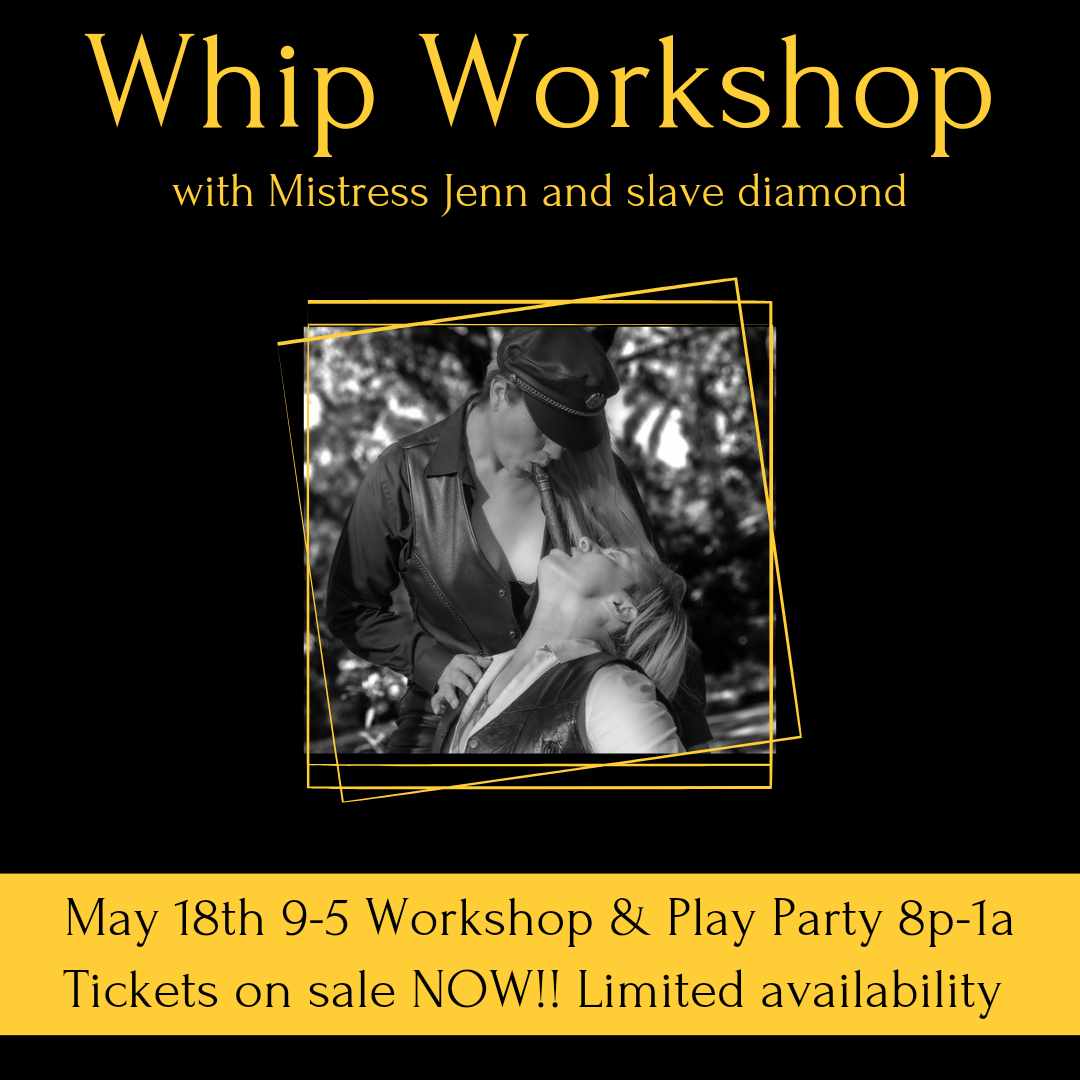 Whip Workshop
with Mistress Jenn and slave diamond
May 18th 9-5 Workshop & Play Party 8p-1a
Tickets on sale NOW!! Limited availability